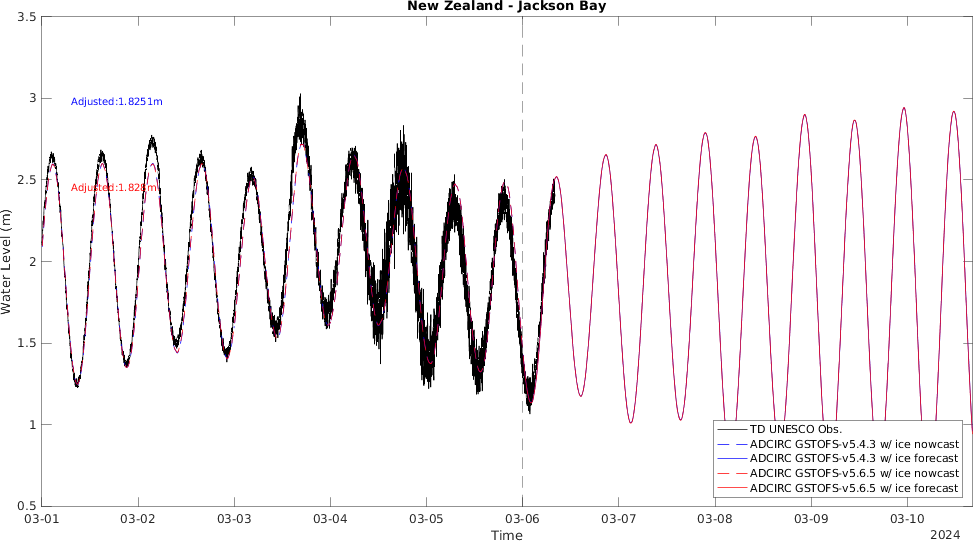 New Zealand - Jackson Bay
Water Level (m)
3.5
3
2.5
2
1.5
1
0.5
Adjusted:1.8251m
Adjusted:1.828m
TD UNESCO Obs.
ADCIRC GSTOFS-v5.4.3 w/ ice nowcast
ADCIRC GSTOFS-v5.4.3 w/ ice forecast
ADCIRC GSTOFS-v5.6.5 w/ ice nowcast
ADCIRC GSTOFS-v5.6.5 w/ ice forecast
03-01 03-02 03-03 03-04 03-05 03-06 03-07 03-08 03-09 03-10
Time
2024